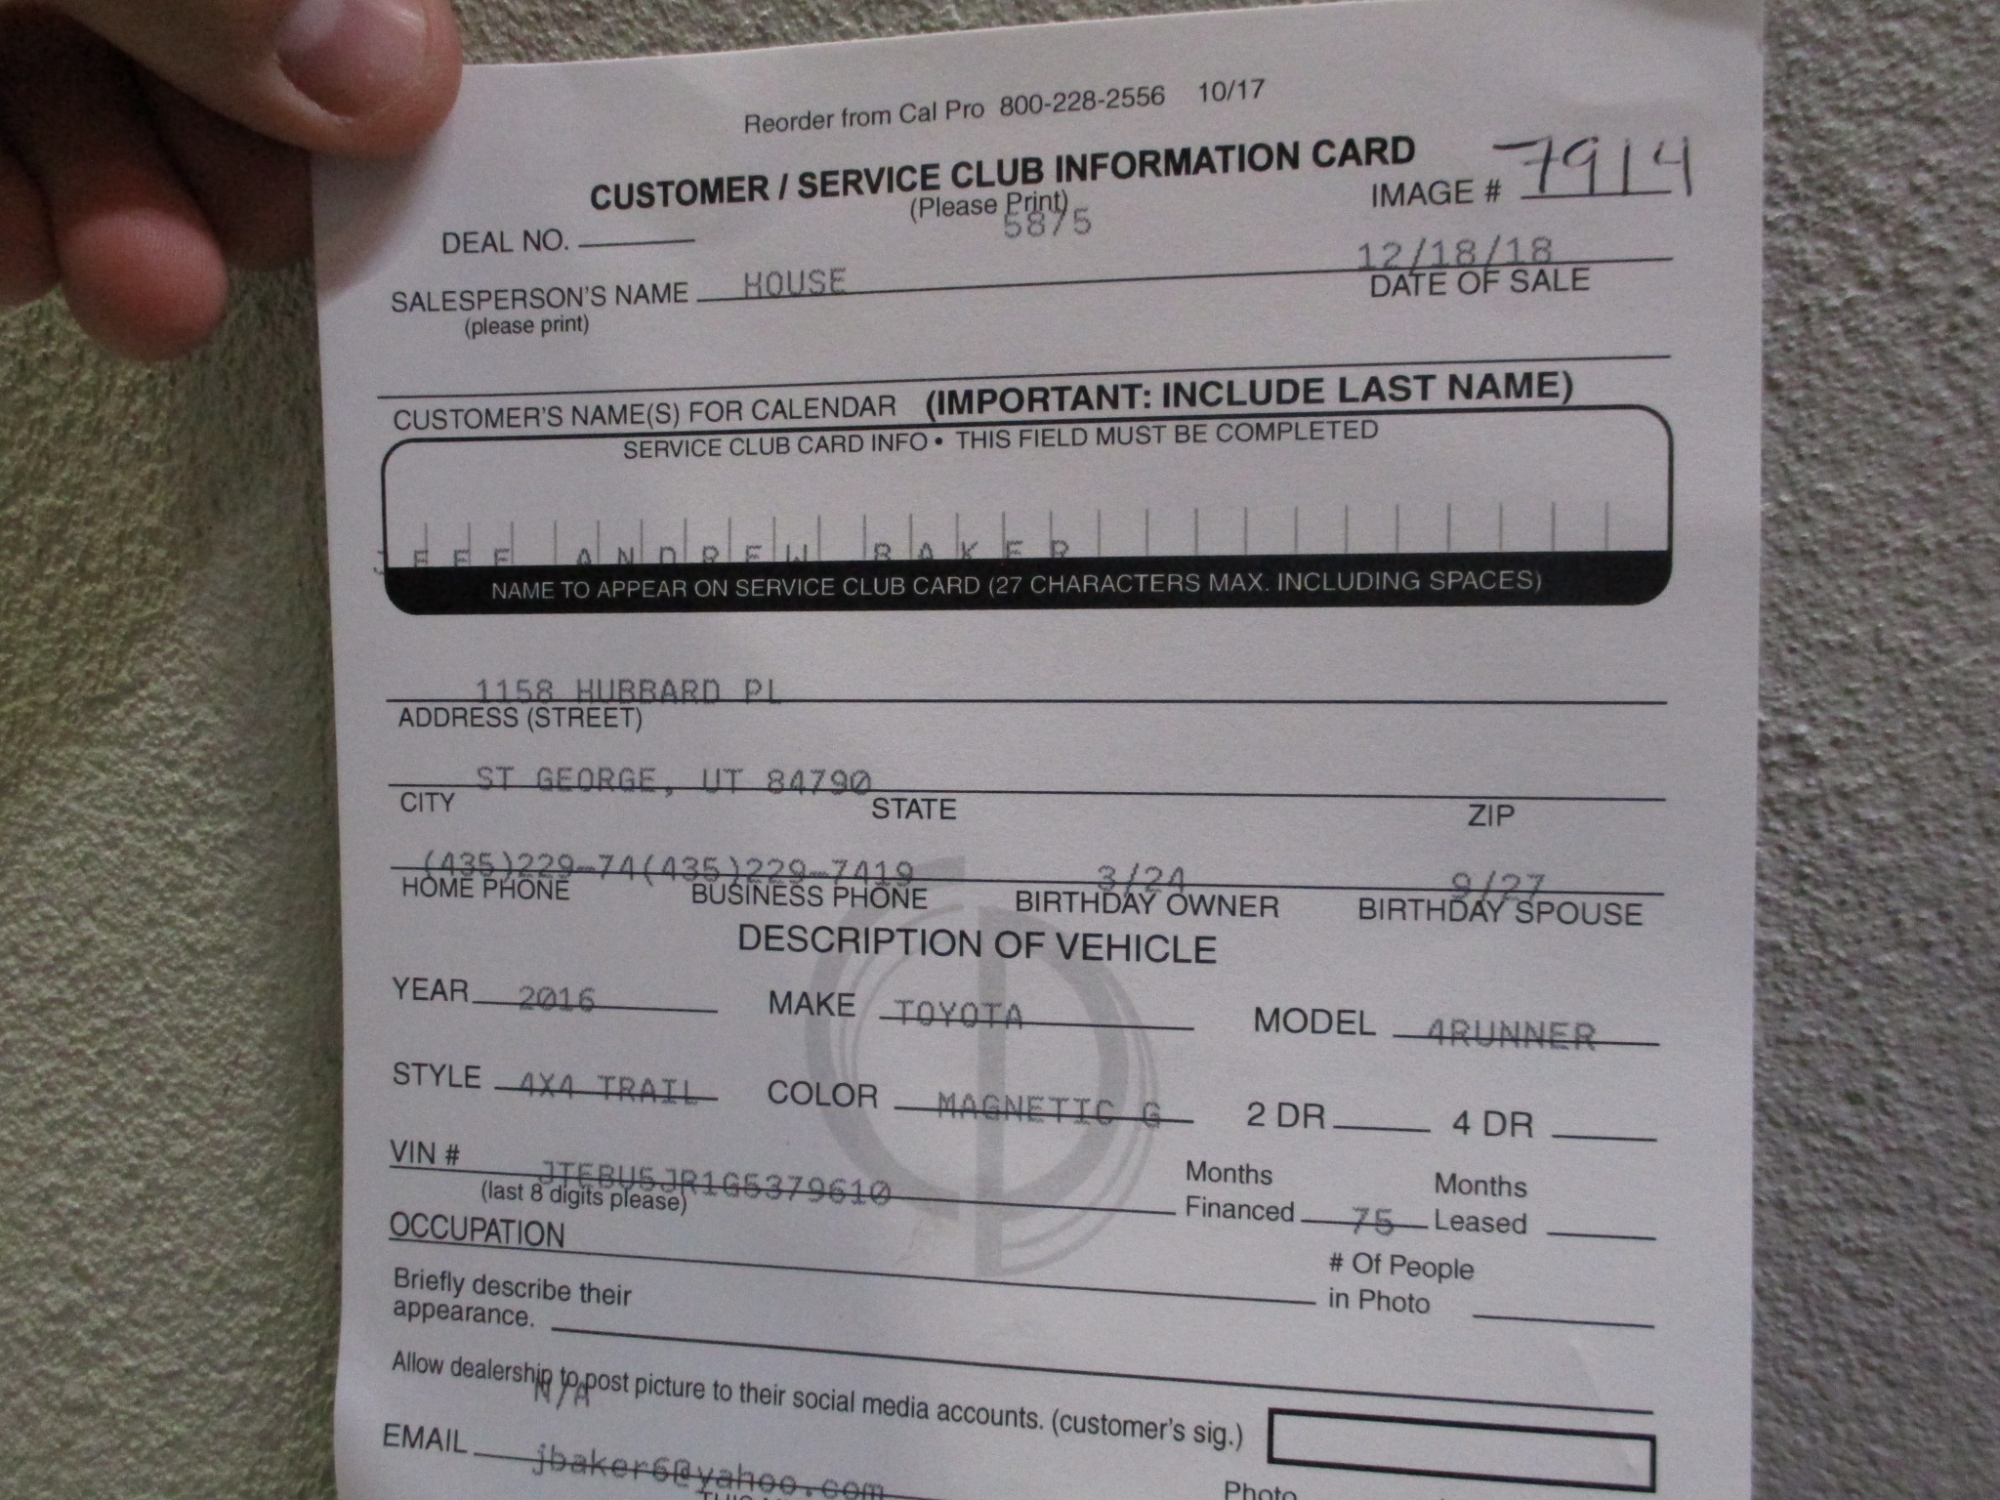 Reorder from Cal Pro 800-228-2556 10/17
CUSTOMER / SERVICE CLUB INFORMATION CARD
(Please Print)
IMAGE # 7914
DEAL NO. 5875
12/18/18
SALESPERSON'S NAME HOUSE
DATE OF SALE
(please print)
CUSTOMER'S NAME(S) FOR CALENDAR (IMPORTANT: INCLUDE LAST NAME)
SERVICE CLUB CARD INFO • THIS FIELD MUST BE COMPLETED
JEFF ANDREW BAKER
NAME TO APPEAR ON SERVICE CLUB CARD (27 CHARACTERS MAX. INCLUDING SPACES)
1158 HUBBARD PL
ADDRESS (STREET)
ST GEORGE, UT 84790
CITY STATE ZIP
(435)229-74(435)229-7419 3/24 9/27
HOME PHONE BUSINESS PHONE BIRTHDAY OWNER BIRTHDAY SPOUSE
DESCRIPTION OF VEHICLE
YEAR 2016 MAKE TOYOTA MODEL 4RUNNER
STYLE 4X4 TRAIL COLOR MAGNETIC G 2 DR 4 DR
VIN # JTEBU5JR1G5379610
(last 8 digits please)
Months Financed 75 Months Leased
OCCUPATION
# Of People in Photo
Briefly describe their
appearance.
Allow dealership to post picture to their social media accounts. (customer's sig.)
N/A
EMAIL jbaker6@yahoo.com
Photo